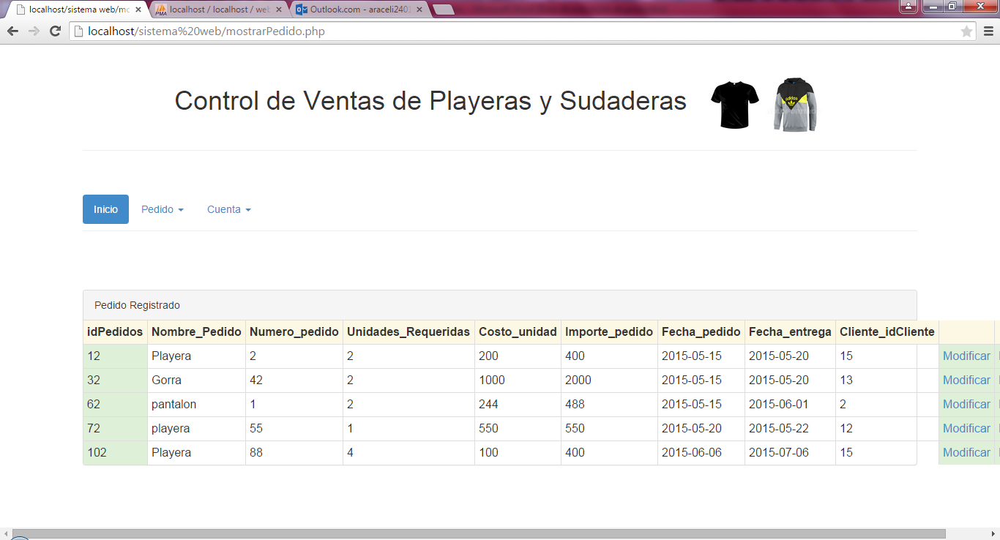 localhost/sistema web/mo
localhost / localhost / web
Outlook.com - araceli240
localhost/sistema%20web/mostrarPedido.php
Control de Ventas de Playeras y Sudaderas
adidas
Inicio Pedido Cuenta
Pedido Registrado
idPedidos Nombre_Pedido Numero_pedido Unidades_Requeridas Costo_unidad Importe_pedido Fecha_pedido Fecha_entrega Cliente_idCliente
12 Playera 2 2 200 400 2015-05-15 2015-05-20 15 Modificar
32 Gorra 42 2 1000 2000 2015-05-15 2015-05-20 13 Modificar
62 pantalon 1 2 244 488 2015-05-15 2015-06-01 2 Modificar
72 playera 55 1 550 550 2015-05-20 2015-05-22 12 Modificar
102 Playera 88 4 100 400 2015-06-06 2015-07-06 15 Modificar